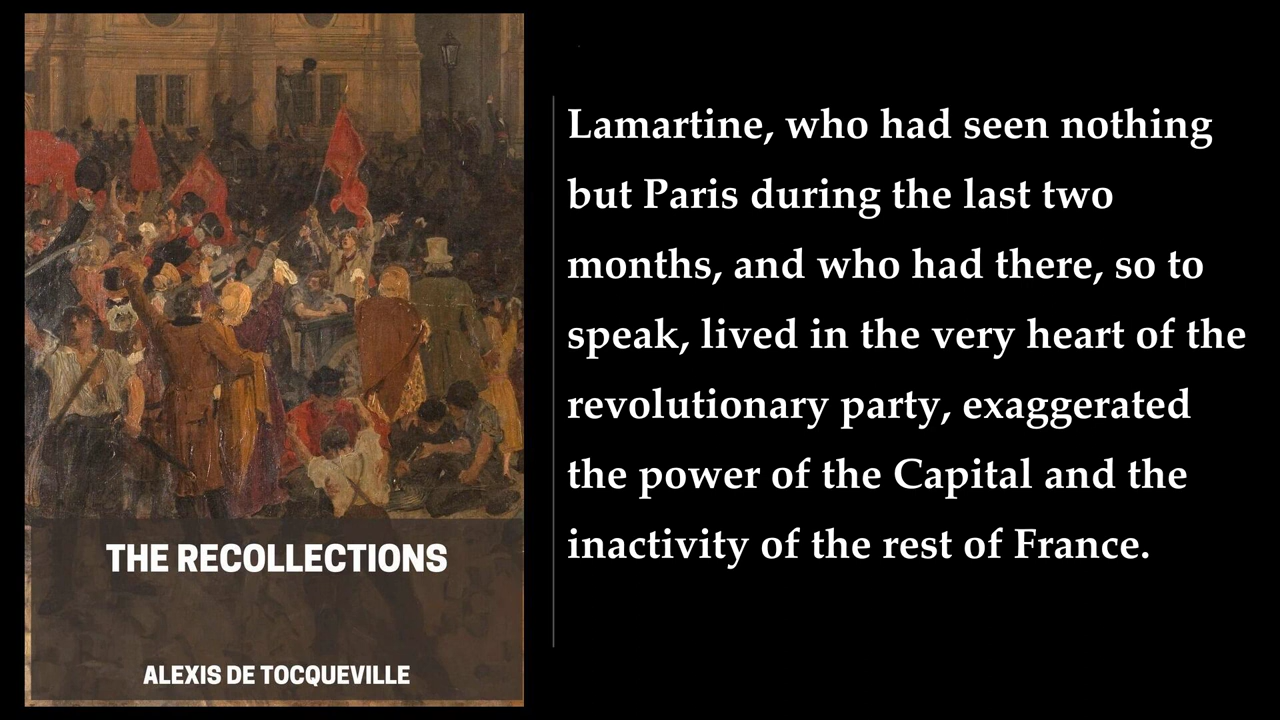 THE RECOLLECTIONS
ALEXIS DE TOCQUEVILLE
Lamartine, who had seen nothing
but Paris during the last two
months, and who had there, so to
speak, lived in the very heart of the
revolutionary party, exaggerated
the power of the Capital and the
inactivity of the rest of France.